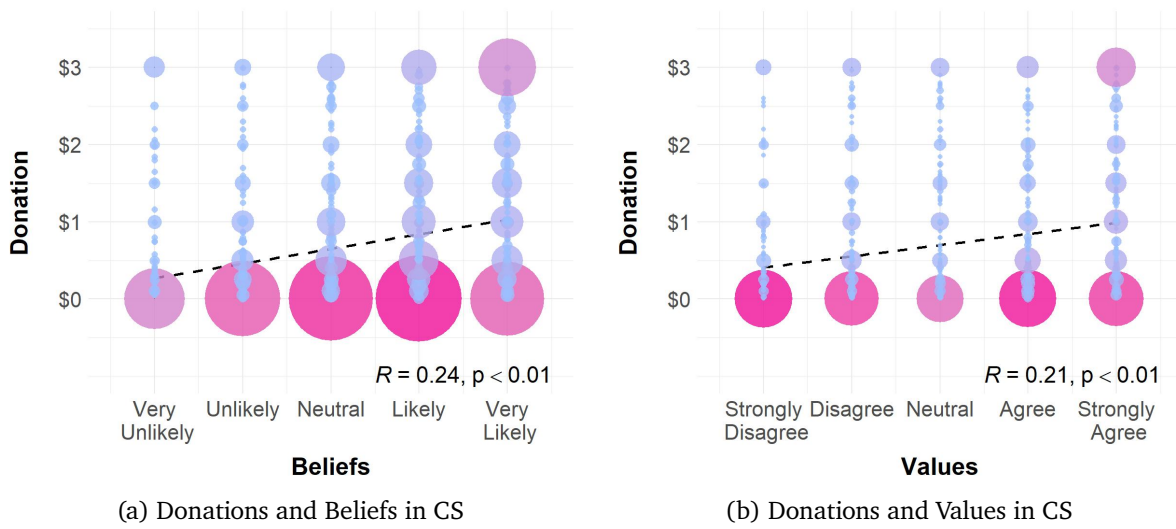 Donation
$3
$2
$1
$0
R = 0.24, p < 0.01
Very Unlikely
Unlikely
Neutral
Likely
Very Likely
Beliefs
(a) Donations and Beliefs in CS
Donation
$3
$2
$1
$0
R = 0.21, p < 0.01
Strongly Disagree
Disagree
Neutral
Agree
Strongly Agree
Values
(b) Donations and Values in CS